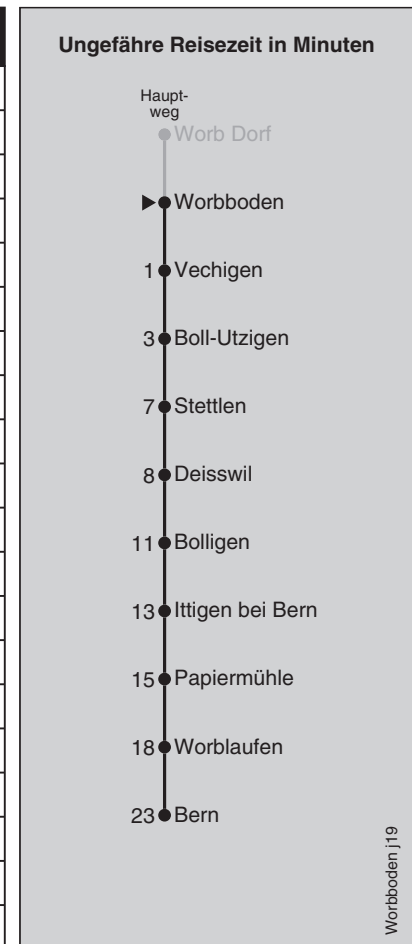 Ungefähre Reisezeit in Minuten
Haupt-
weg
Worb Dorf
Worbboden
1 Vechigen
3 Boll-Utzigen
7 Stettlen
8 Deisswil
11 Bolligen
13 Ittigen bei Bern
15 Papiermühle
18 Worblaufen
23 Bern
Worbboden j19